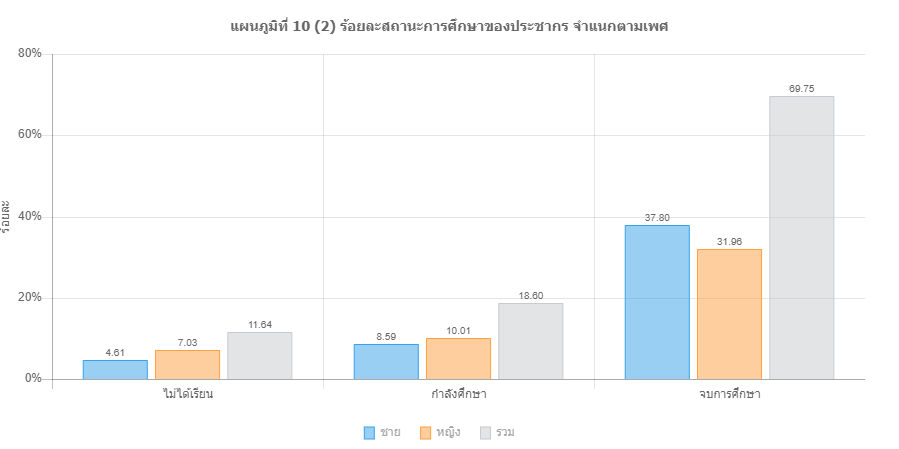 แผนภูมิที่ 10 (2) ร้อยละสถานะการศึกษาของประชากร จำแนกตามเพศ
80%
60%
40%
20%
0%
ร้อยละ
4.61
7.03
11.64
8.59
10.01
18.60
37.80
31.96
69.75
ไม่ได้เรียน
กำลังศึกษา
จบการศึกษา
ชาย
หญิง
รวม